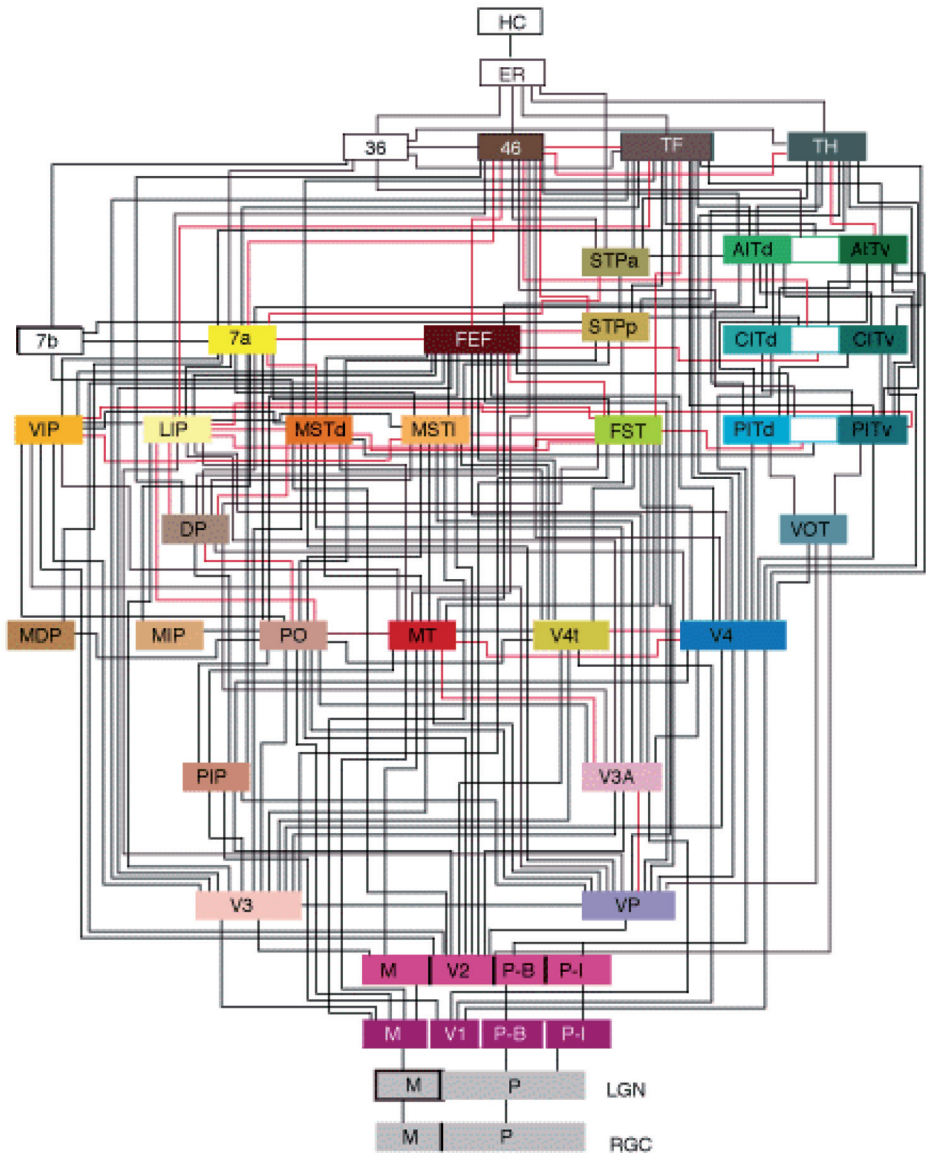 HC
ER
36 46 TF TH
STPa AITd AITv
7b 7a FEF STPp CITd CITv
VIP LIP MSTd MSTl FST PITd PITv
DP VOT
MDP MIP PO MT V4t V4
PIP V3A
V3 VP
M V2 P-B P-I
M V1 P-B P-I
M P LGN
M P RGC